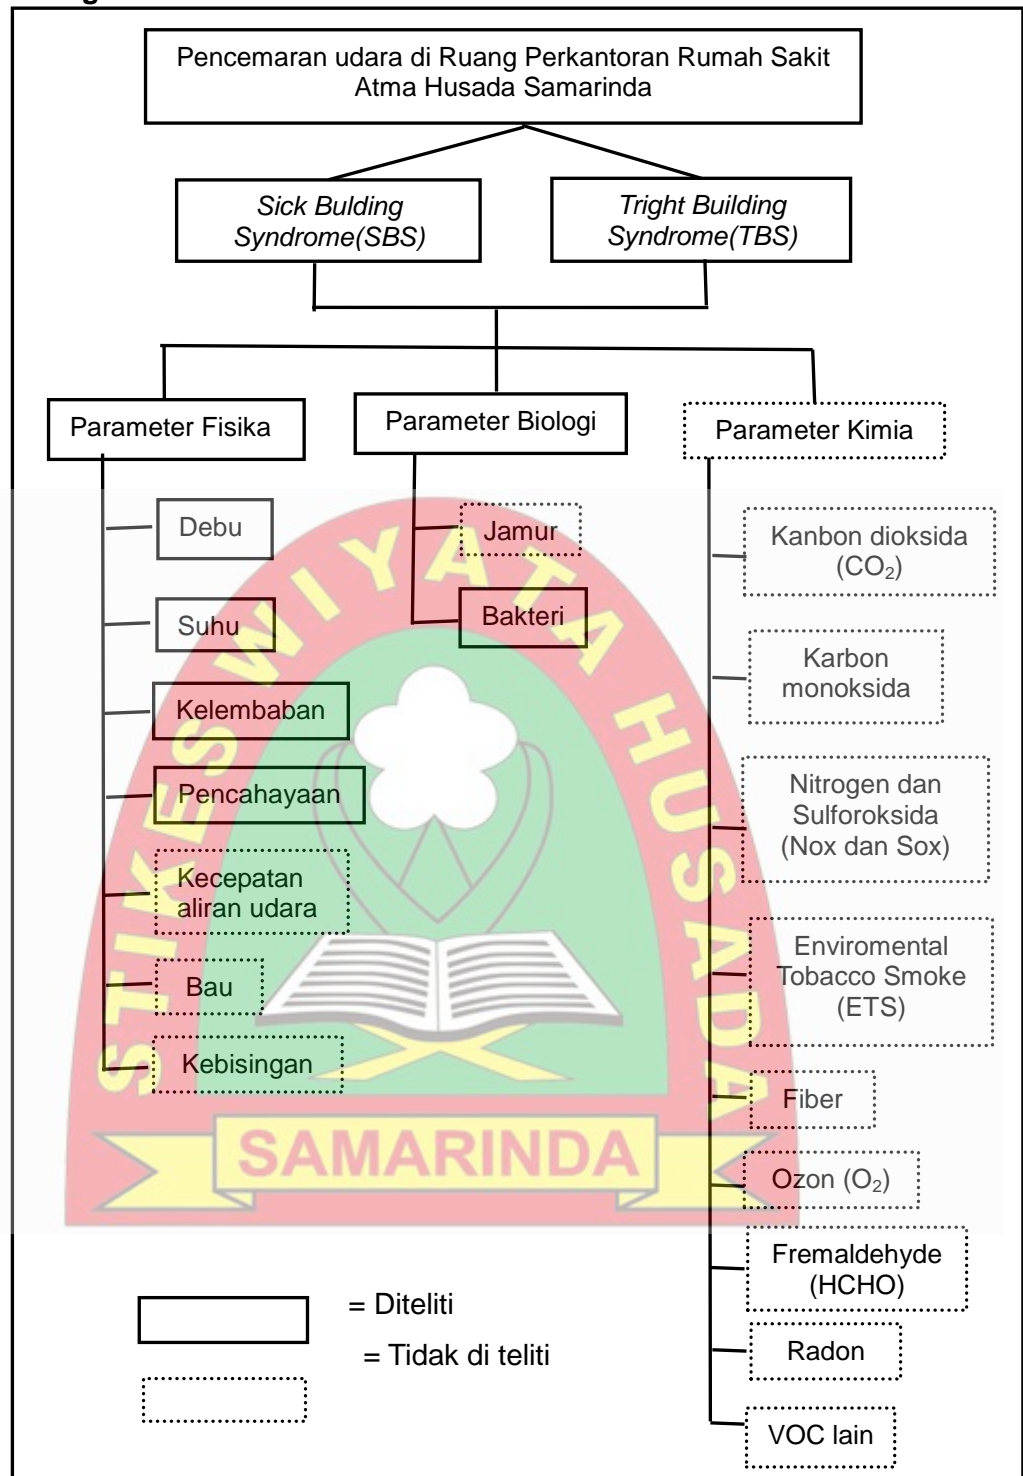 Pencemaran udara di Ruang Perkantoran Rumah Sakit
Atma Husada Samarinda
Sick Bulding
Syndrome(SBS)
Tright Building
Syndrome(TBS)
Parameter Fisika
Parameter Biologi
Parameter Kimia
Debu
Suhu
Kelembaban
Pencahayaan
Kecepatan
aliran udara
Bau
Kebisingan
Jamur
Bakteri
Kanbon dioksida
(CO₂)
Karbon
monoksida
Nitrogen dan
Sulforoksida
(Nox dan Sox)
Enviromental
Tobacco Smoke
(ETS)
Fiber
Ozon (O₂)
Fremaldehyde
(HCHO)
Radon
VOC lain
STIKES WIYATA HUSADA
SAMARINDA
= Diteliti
= Tidak di teliti